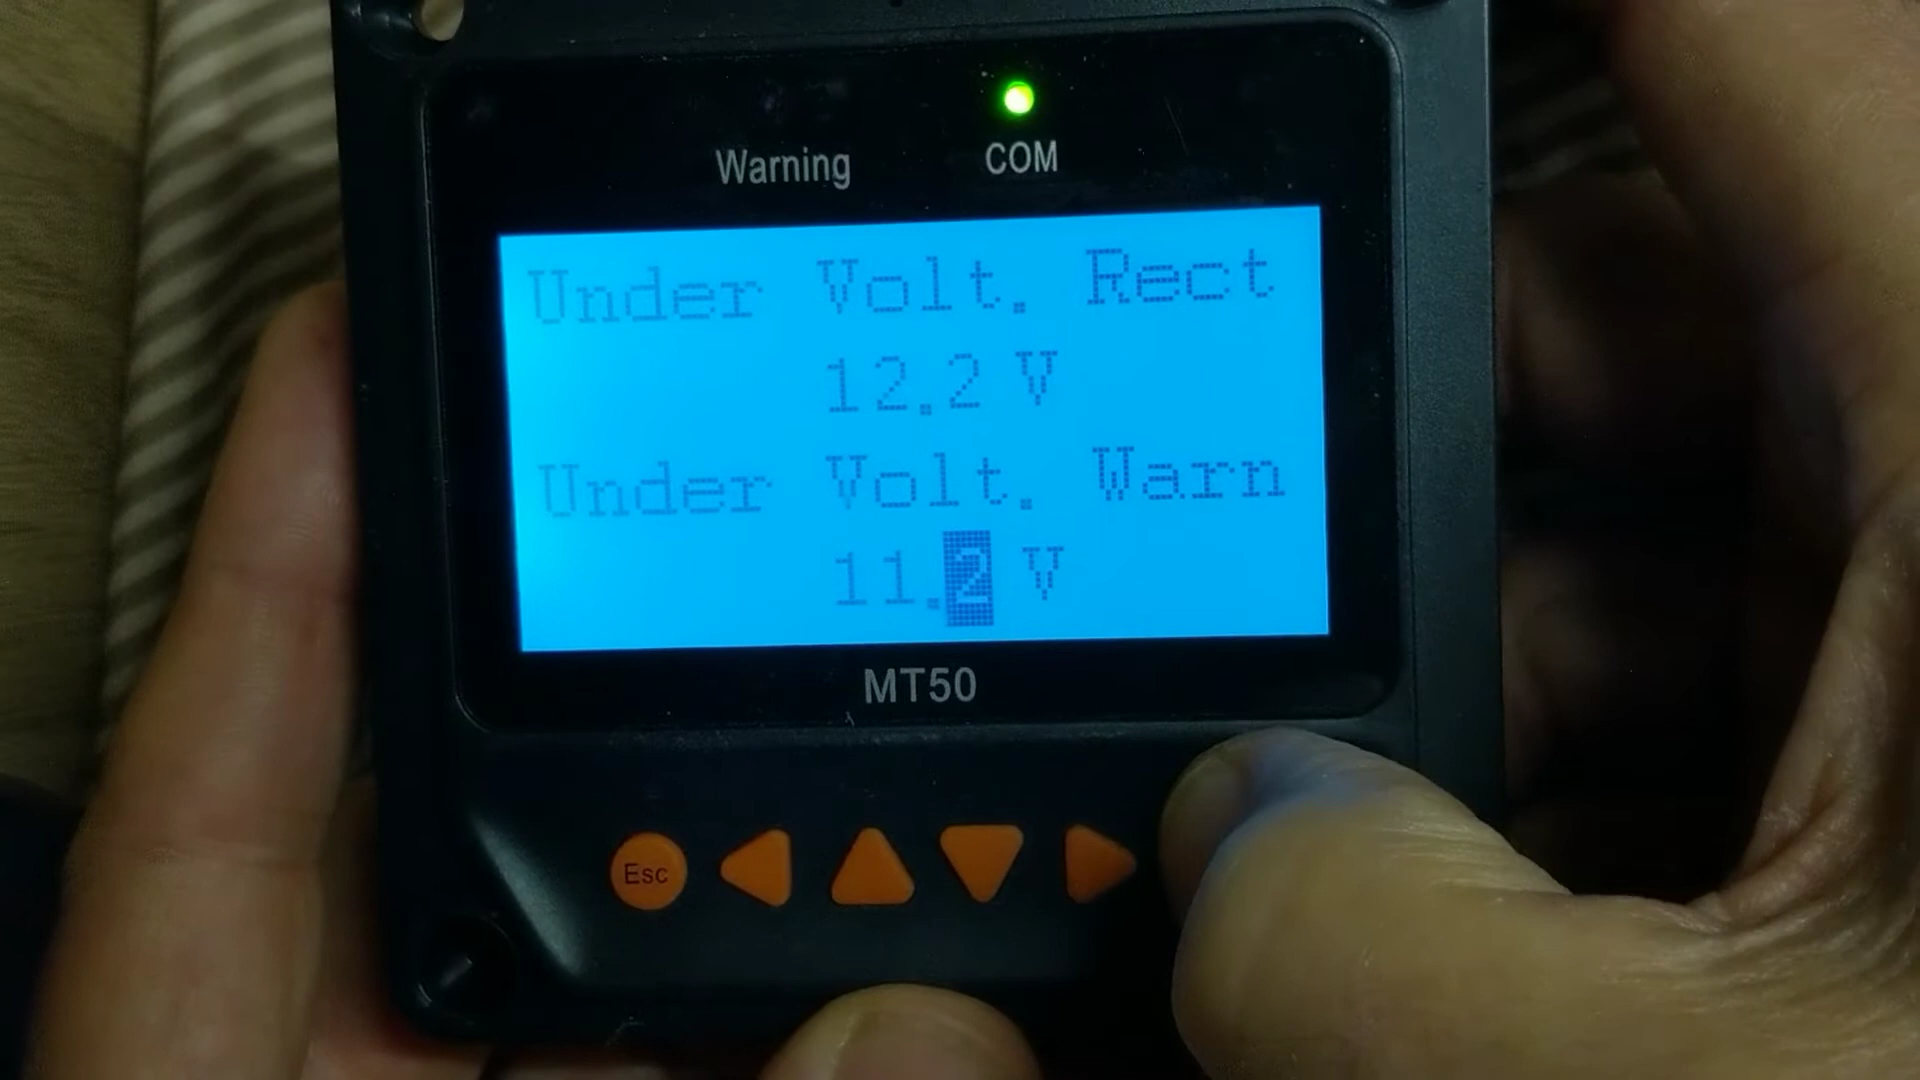 Warning COM
Under Volt. Rect
12.2 V
Under Volt. Warn
11.2 V
MT50
Esc